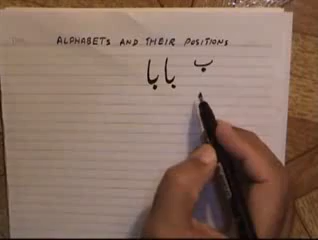 ALPHABETS AND THEIR POSITIONS
ب بابا